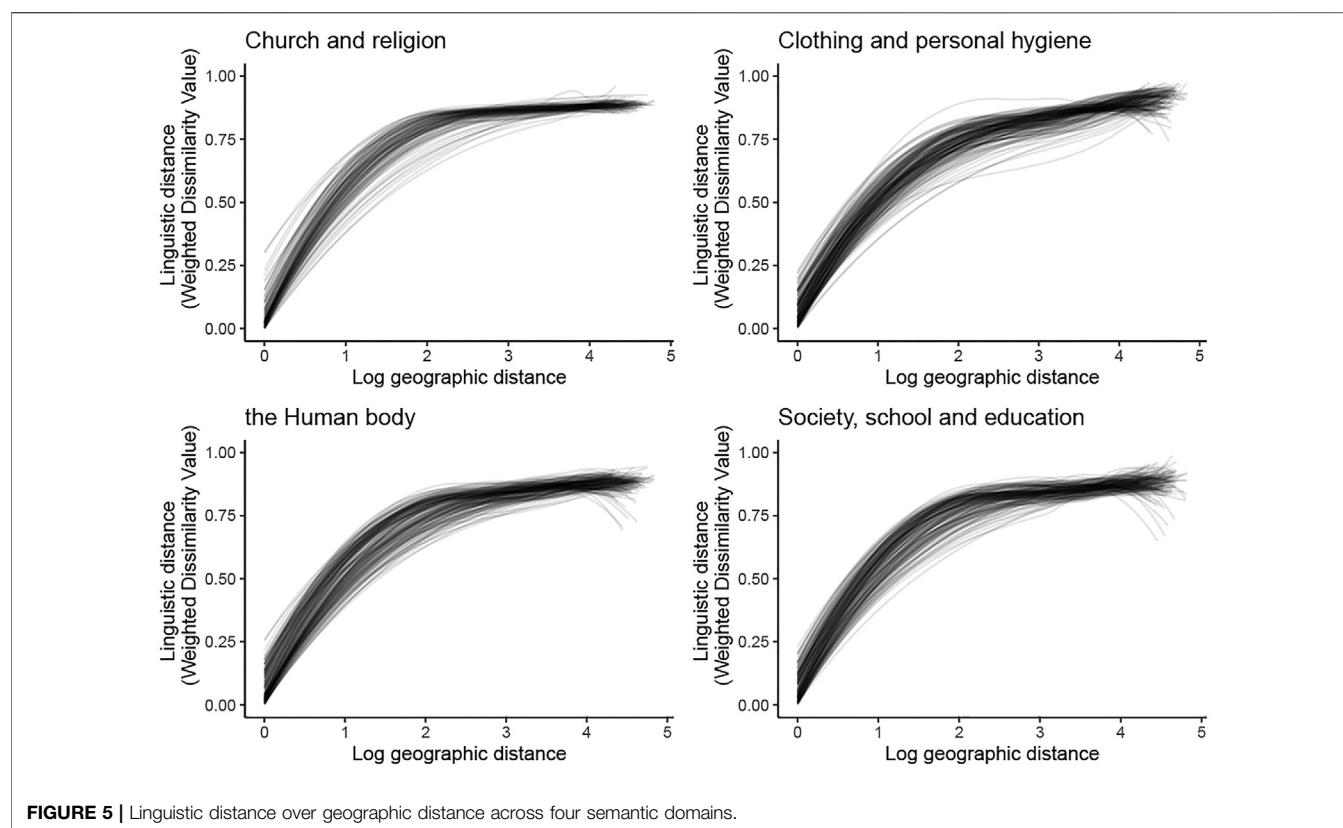 Church and religion
Linguistic distance
(Weighted Dissimilarity Value)
1.00
0.75
0.50
0.25
0.00
0 1 2 3 4 5
Log geographic distance
Clothing and personal hygiene
Linguistic distance
(Weighted Dissimilarity Value)
1.00
0.75
0.50
0.25
0.00
0 1 2 3 4 5
Log geographic distance
the Human body
Linguistic distance
(Weighted Dissimilarity Value)
1.00
0.75
0.50
0.25
0.00
0 1 2 3 4 5
Log geographic distance
Society, school and education
Linguistic distance
(Weighted Dissimilarity Value)
1.00
0.75
0.50
0.25
0.00
0 1 2 3 4 5
Log geographic distance
FIGURE 5 | Linguistic distance over geographic distance across four semantic domains.